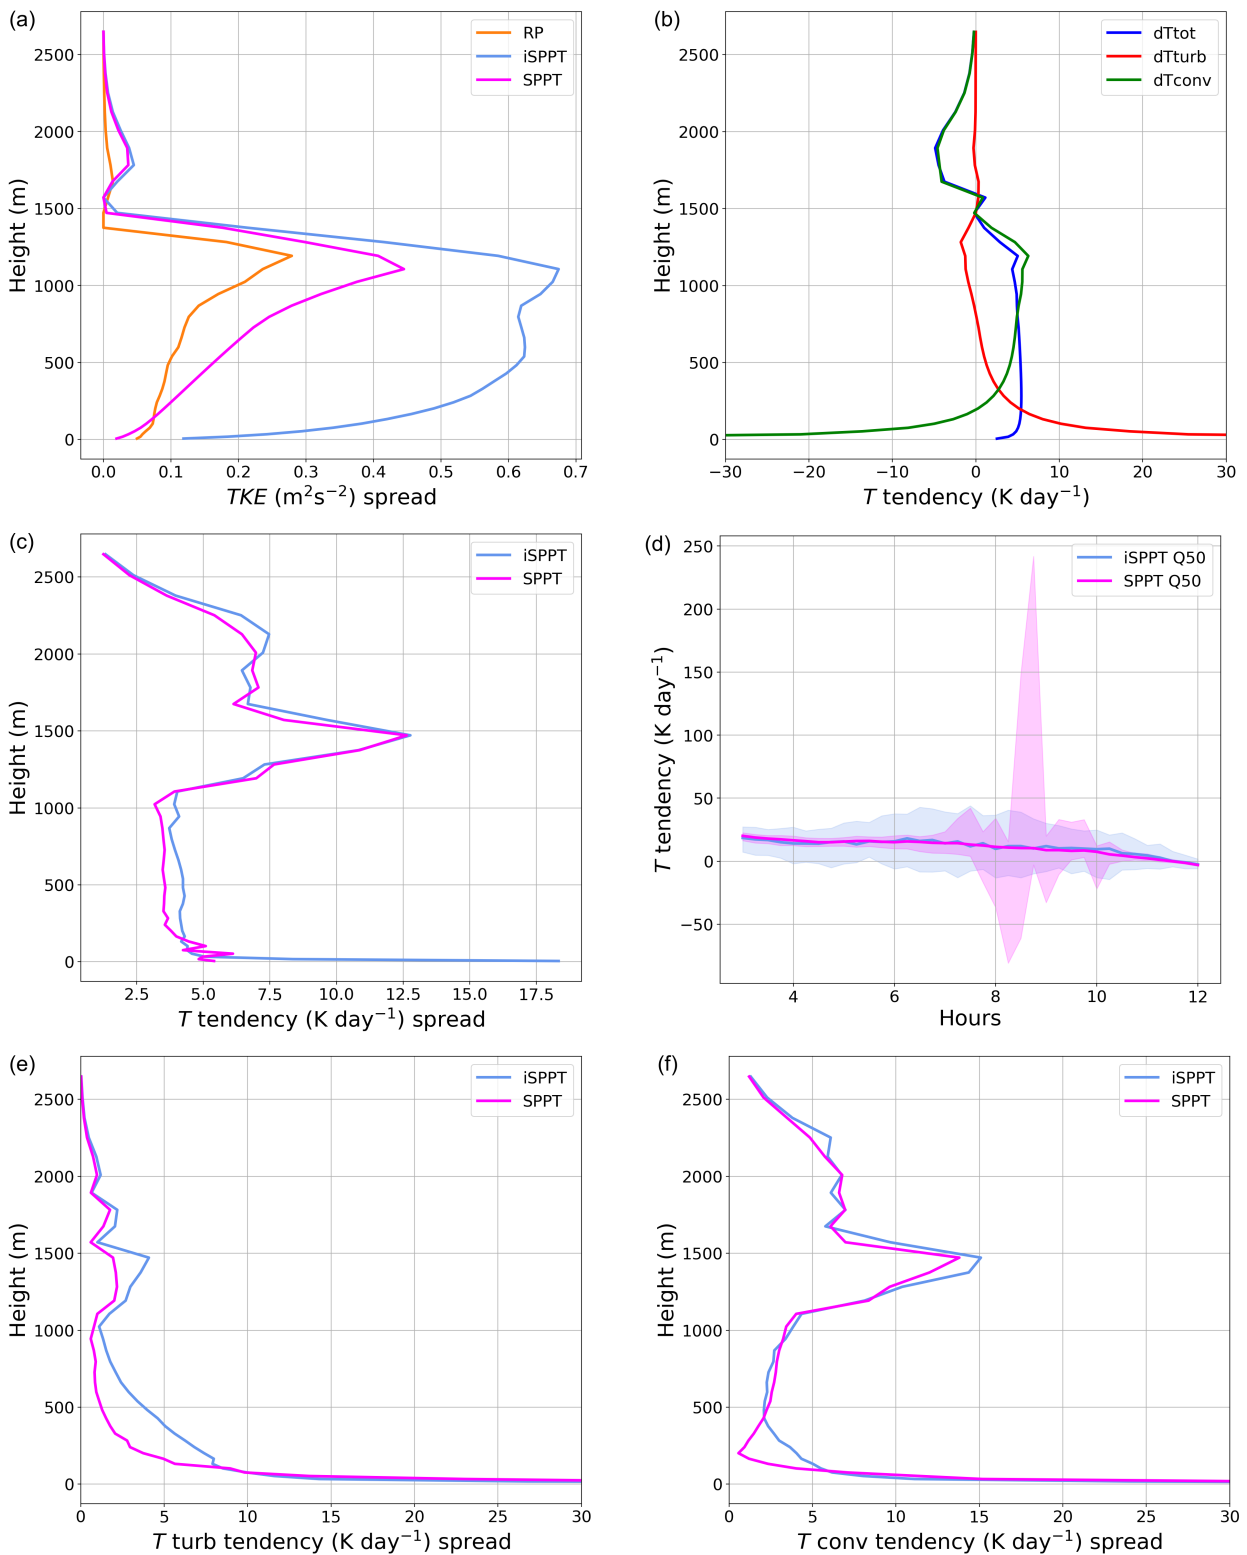 (a)
RP
iSPPT
SPPT
2500
2000
1500
1000
500
0
Height (m)
0.0 0.1 0.2 0.3 0.4 0.5 0.6 0.7
TKE (m²s⁻²) spread
(b)
dTtot
dTturb
dTconv
2500
2000
1500
1000
500
0
Height (m)
−30 −20 −10 0 10 20 30
T tendency (K day⁻¹)
(c)
iSPPT
SPPT
2500
2000
1500
1000
500
0
Height (m)
2.5 5.0 7.5 10.0 12.5 15.0 17.5
T tendency (K day⁻¹) spread
(d)
iSPPT Q50
SPPT Q50
250
200
150
100
50
0
−50
T tendency (K day⁻¹)
4 6 8 10 12
Hours
(e)
iSPPT
SPPT
2500
2000
1500
1000
500
0
Height (m)
0 5 10 15 20 25 30
T turb tendency (K day⁻¹) spread
(f)
iSPPT
SPPT
2500
2000
1500
1000
500
0
Height (m)
0 5 10 15 20 25 30
T conv tendency (K day⁻¹) spread